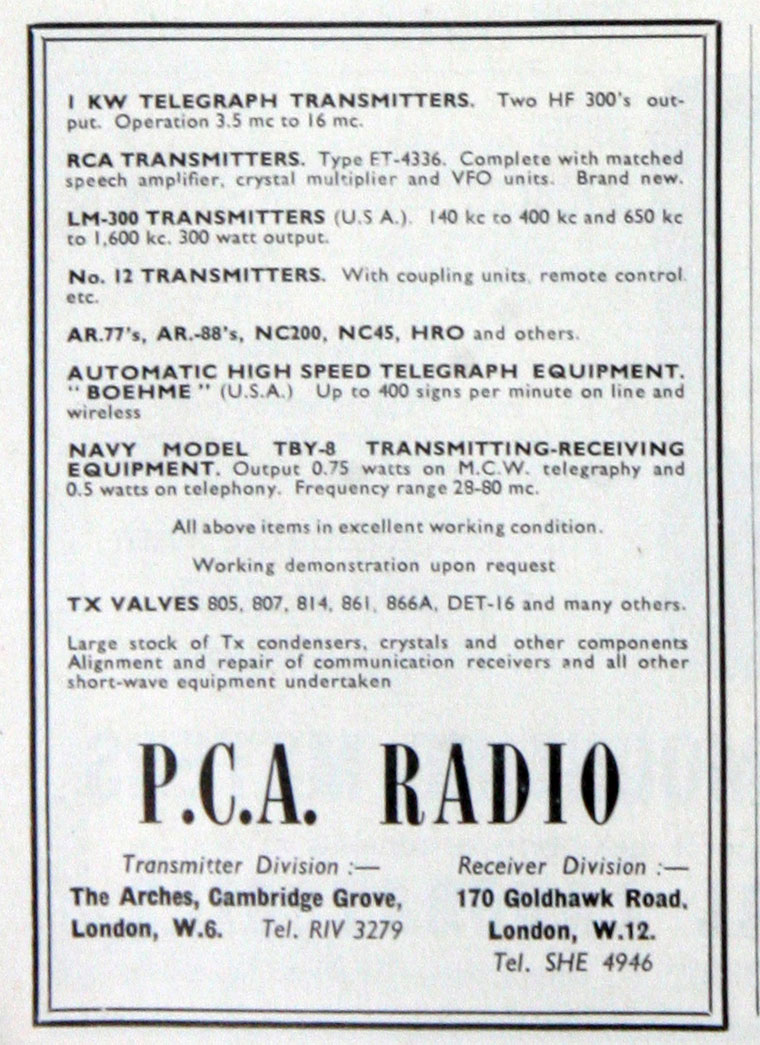 1 KW TELEGRAPH TRANSMITTERS. Two HF 300's out-
put. Operation 3.5 mc to 16 mc.
RCA TRANSMITTERS. Type ET-4336. Complete with matched
speech amplifier, crystal multiplier and VFO units. Brand new.
LM-300 TRANSMITTERS (U.S A.). 140 kc to 400 kc and 650 kc
to 1,600 kc. 300 watt output.
No. 12 TRANSMITTERS. With coupling units, remote control.
etc.
AR.77's, AR.-88's, NC200, NC45, HRO and others.
AUTOMATIC HIGH SPEED TELEGRAPH EQUIPMENT.
" BOEHME " (U.S.A.) Up to 400 signs per minute on line and
wireless
NAVY MODEL TBY-8 TRANSMITTING-RECEIVING
EQUIPMENT. Output 0.75 watts on M.C.W. telegraphy and
0.5 watts on telephony. Frequency range 28-80 mc.
All above items in excellent working condition.
Working demonstration upon request
TX VALVES 805, 807, 814, 861, 866A, DET-16 and many others.
Large stock of Tx condensers, crystals and other components
Alignment and repair of communication receivers and all other
short-wave equipment undertaken
P.C.A. RADIO
Transmitter Division :—
The Arches, Cambridge Grove,
London, W.6. Tel. RIV 3279
Receiver Division :—
170 Goldhawk Road,
London, W.12.
Tel. SHE 4946